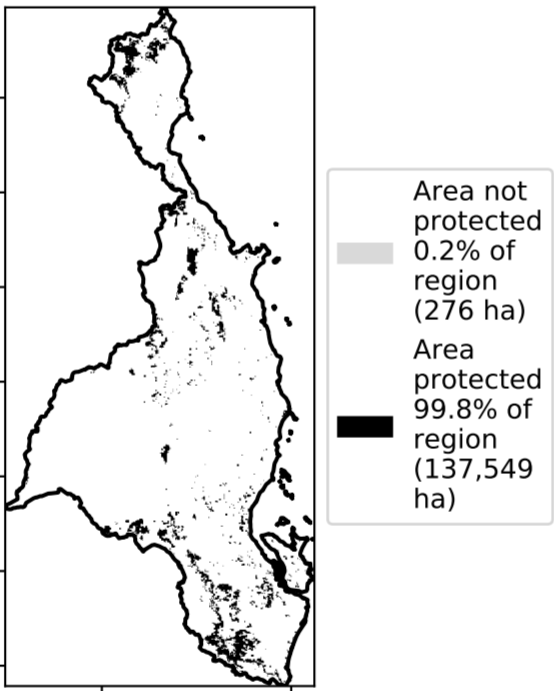 Area not
protected
0.2% of
region
(276 ha)
Area
protected
99.8% of
region
(137,549
ha)